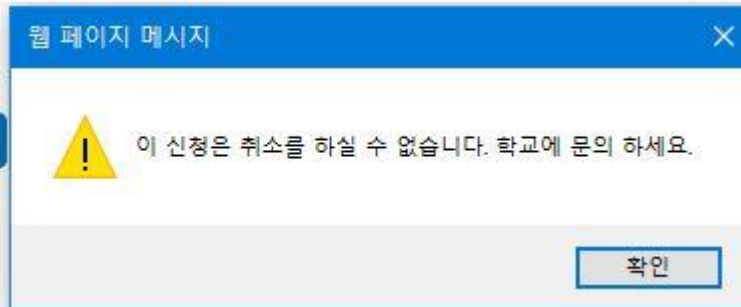 웹 페이지 메시지
이 신청은 취소를 하실 수 없습니다. 학교에 문의 하세요.
확인